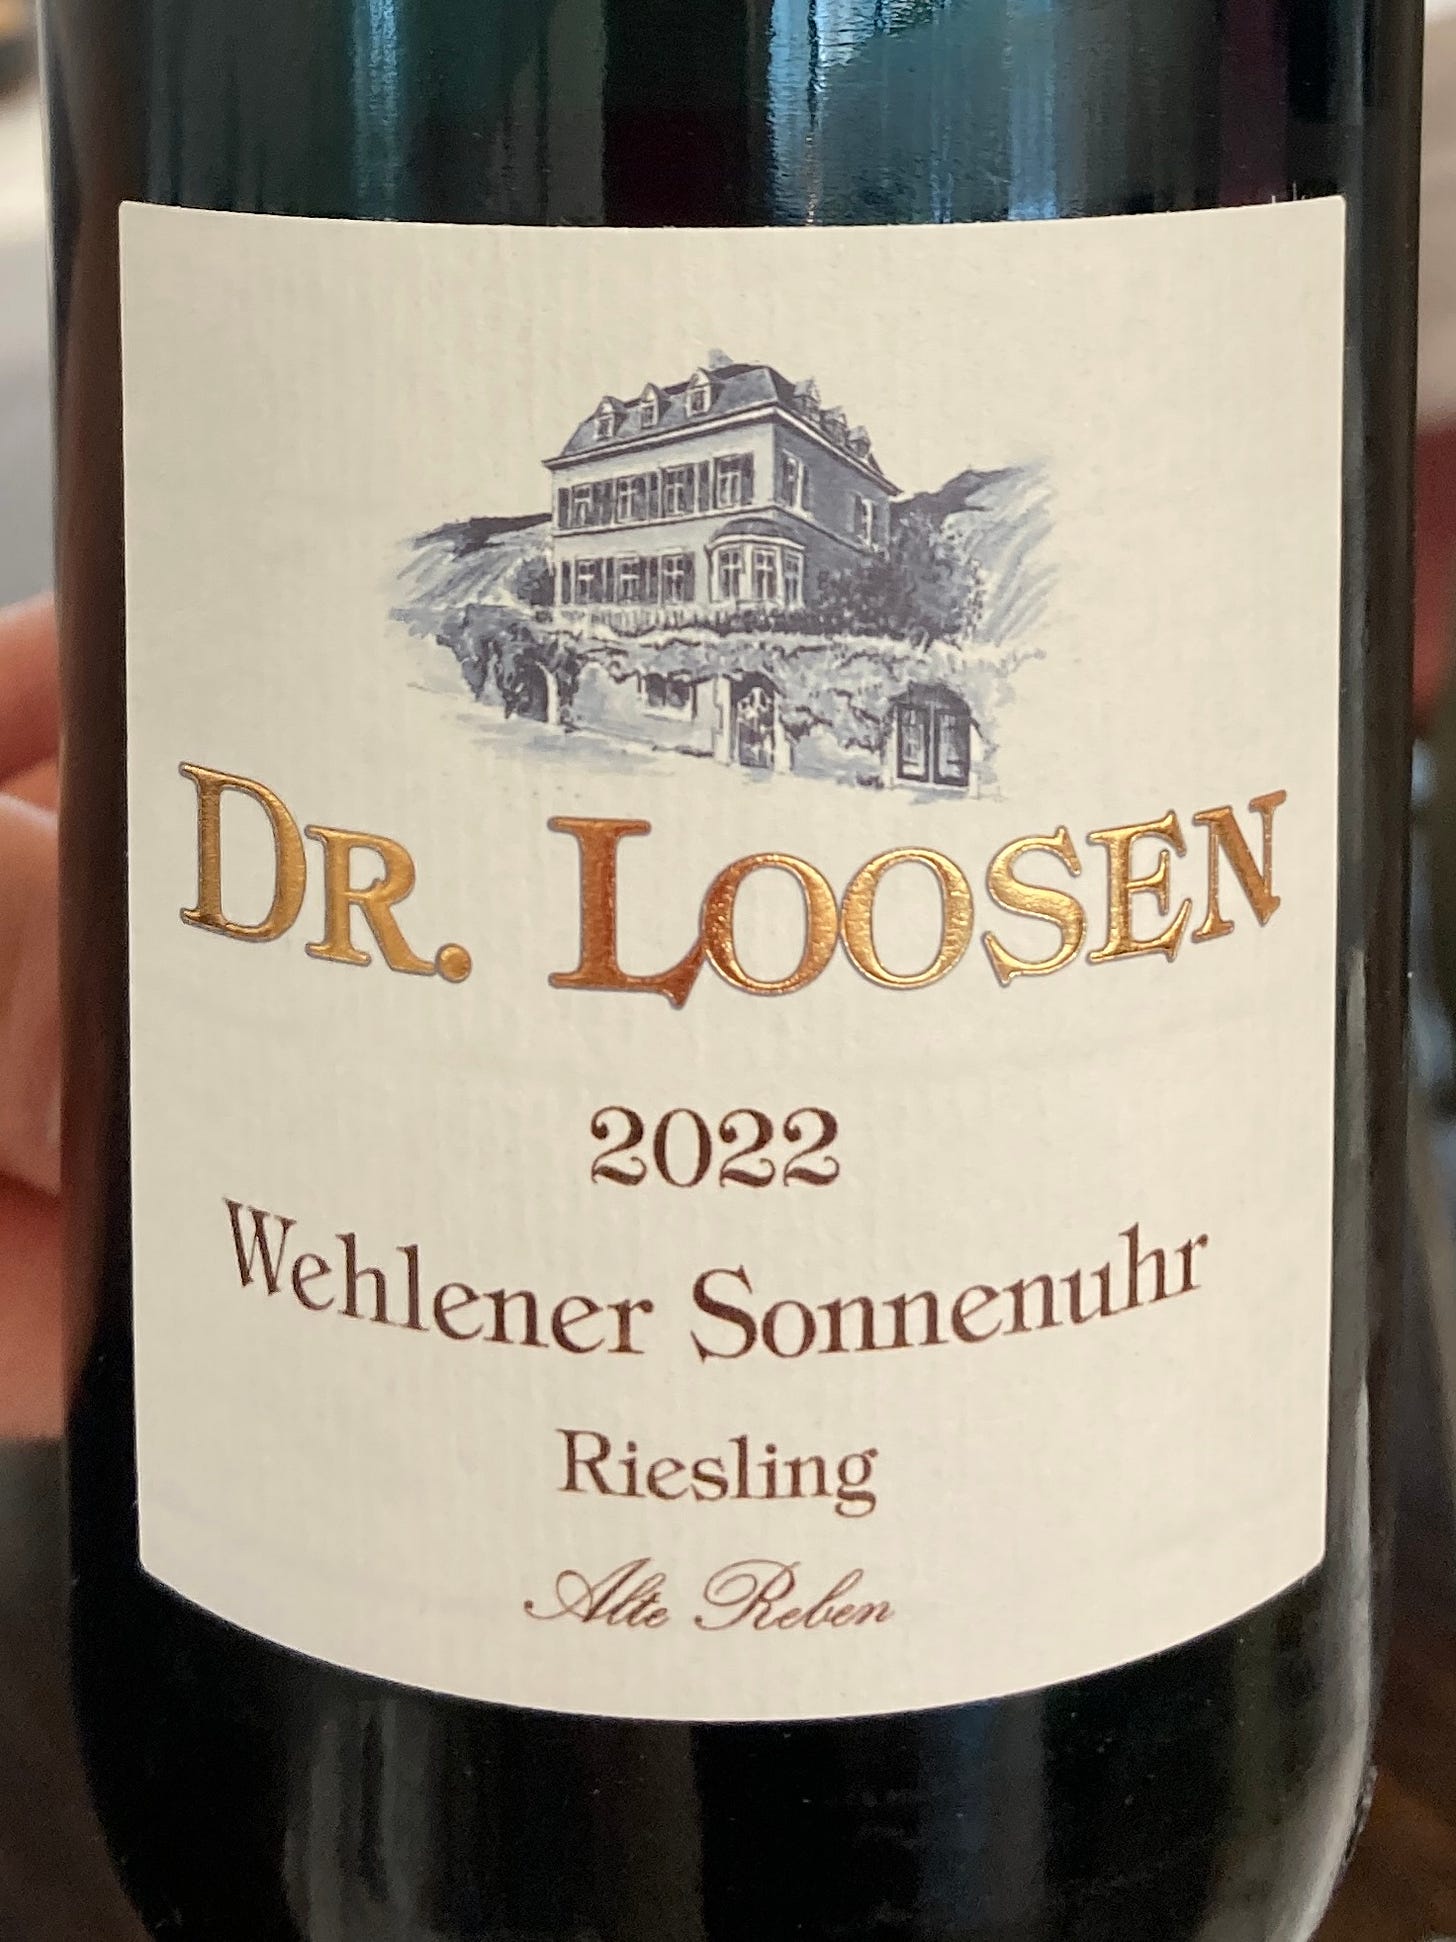 DR. LOOSEN
2022
Wehlener Sonnenuhr
Riesling
Alte Reben